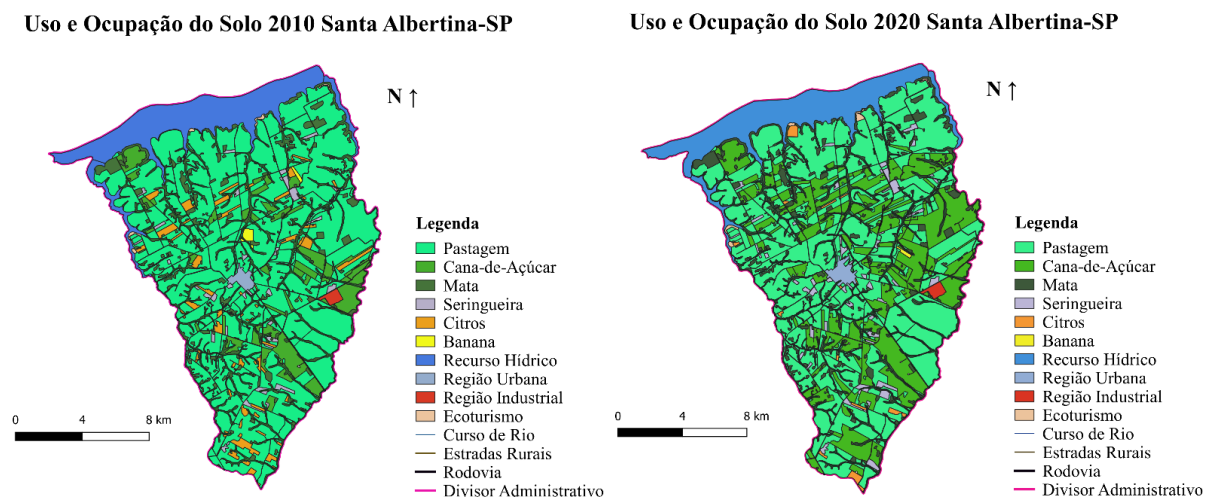 Uso e Ocupação do Solo 2010 Santa Albertina-SP
N ↑
Legenda
Pastagem
Cana-de-Açúcar
Mata
Seringueira
Citros
Banana
Recurso Hídrico
Região Urbana
Região Industrial
Ecoturismo
Curso de Rio
Estradas Rurais
Rodovia
Divisor Administrativo
0 4 8 km
Uso e Ocupação do Solo 2020 Santa Albertina-SP
N ↑
Legenda
Pastagem
Cana-de-Açúcar
Mata
Seringueira
Citros
Banana
Recurso Hídrico
Região Urbana
Região Industrial
Ecoturismo
Curso de Rio
Estradas Rurais
Rodovia
Divisor Administrativo
0 4 8 km